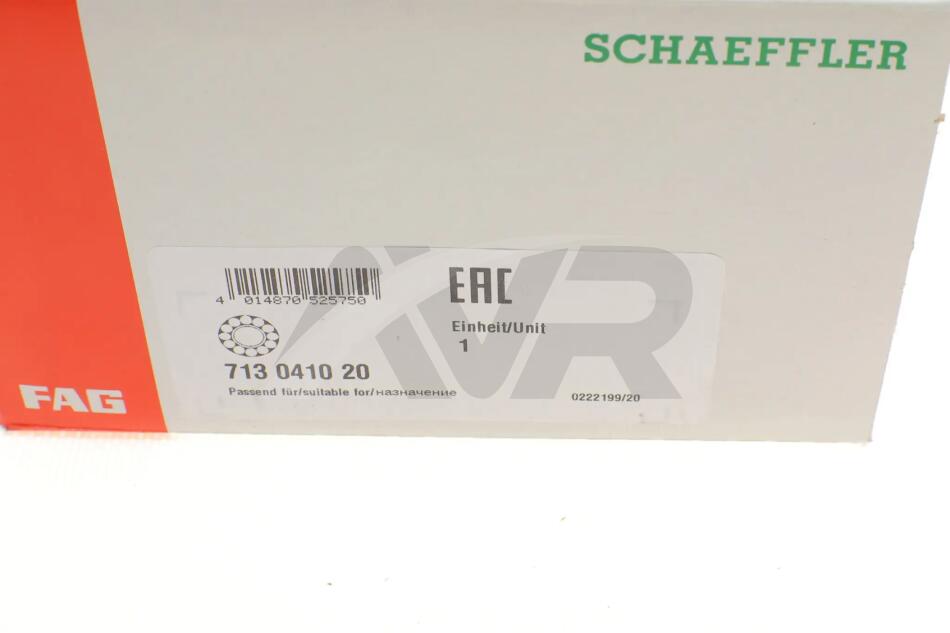 SCHAEFFLER
4 014870 525750
EAC
Einheit/Unit
1
713 0410 20
Passend für/suitable for/назначение
0222199/20
FAG
VR